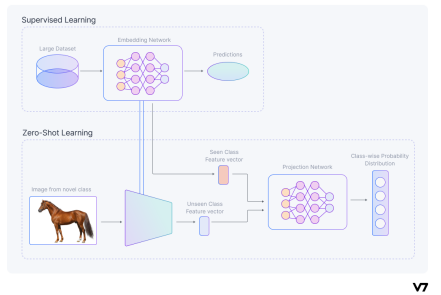 Supervised Learning
Large Dataset
Embedding Network
Predictions
Zero-Shot Learning
Seen Class
Feature vector
Class-wise Probability
Distribution
Projection Network
Image from novel class
Unseen Class
Feature vector
V7